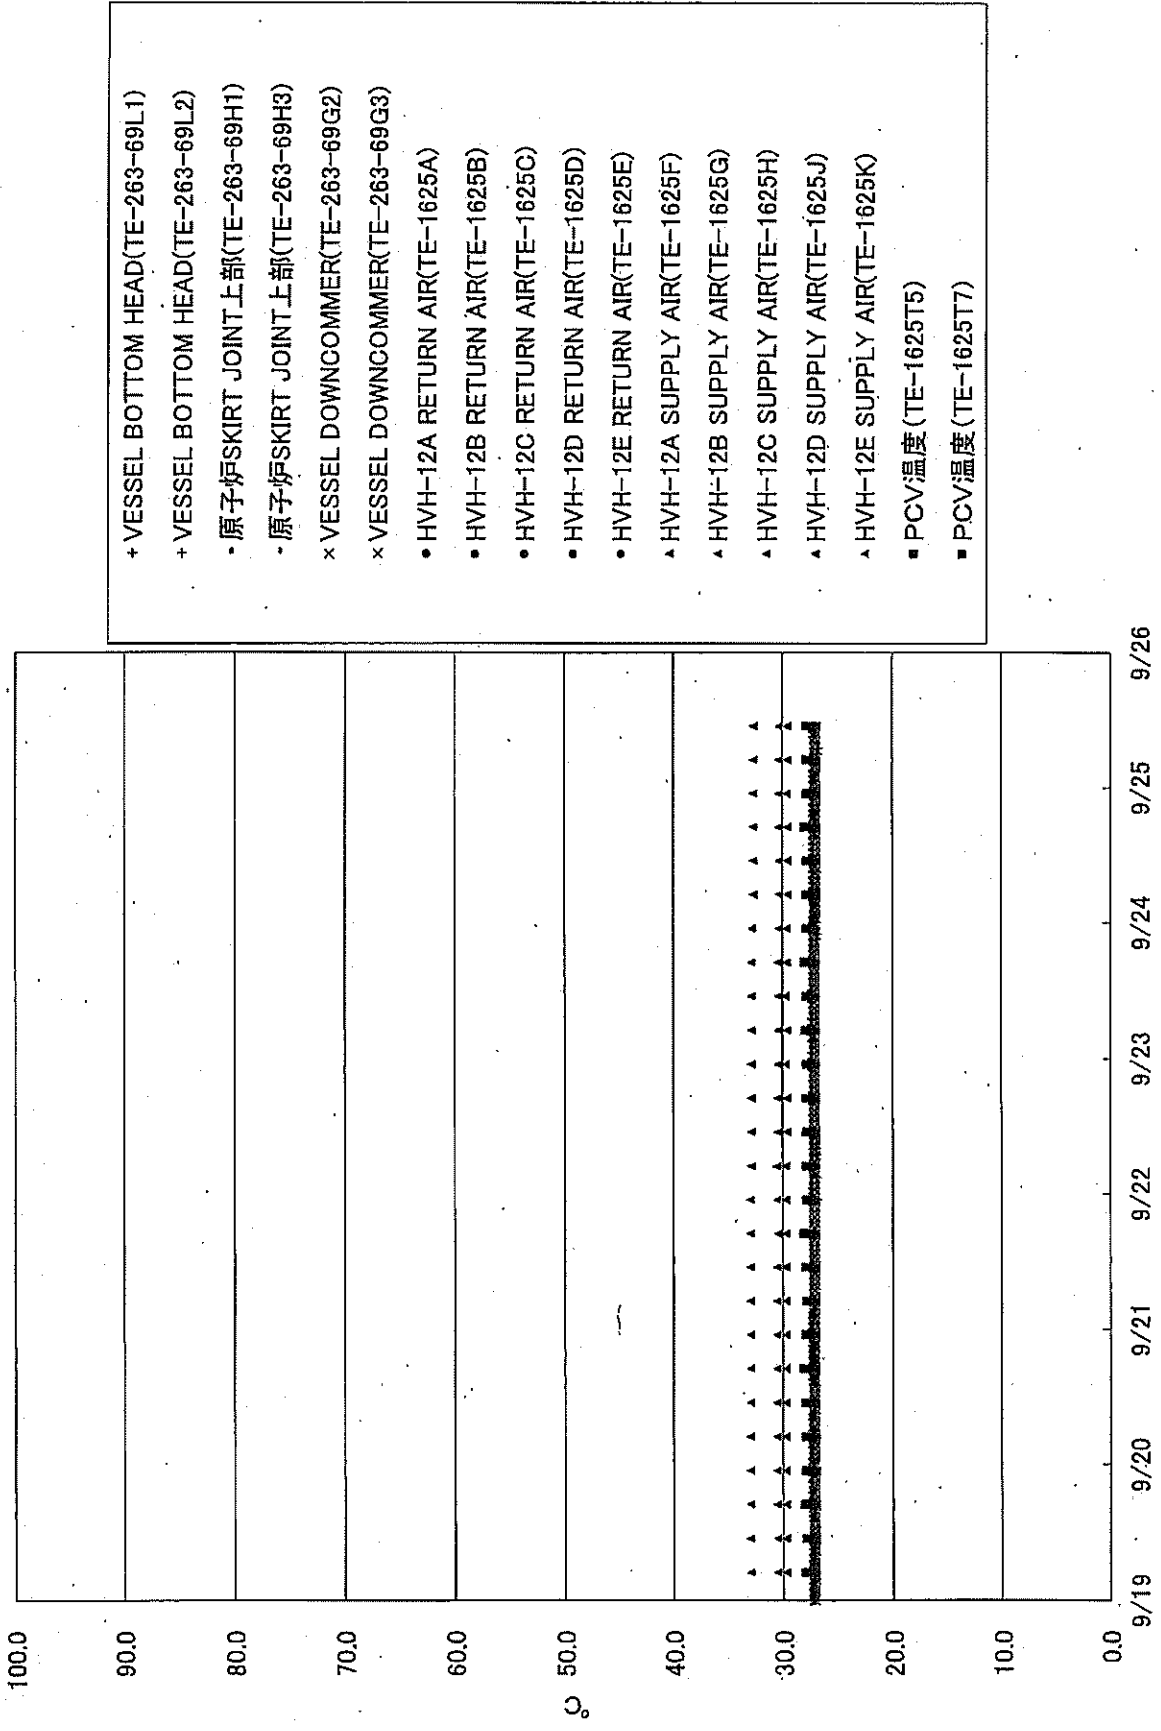 100.0
90.0
80.0
70.0
60.0
50.0
40.0
30.0
20.0
10.0
0.0
℃
9/19
9/20
9/21
9/22
9/23
9/24
9/25
9/26
+ VESSEL BOTTOM HEAD(TE-263-69L1)
+ VESSEL BOTTOM HEAD(TE-263-69L2)
- 原子炉SKIRT JOINT上部(TE-263-69H1)
- 原子炉SKIRT JOINT上部(TE-263-69H3)
× VESSEL DOWNCOMMER(TE-263-69G2)
× VESSEL DOWNCOMMER(TE-263-69G3)
● HVH-12A RETURN AIR(TE-1625A)
● HVH-12B RETURN AIR(TE-1625B)
● HVH-12C RETURN AIR(TE-1625C)
● HVH-12D RETURN AIR(TE-1625D)
● HVH-12E RETURN AIR(TE-1625E)
▲ HVH-12A SUPPLY AIR(TE-1625F)
▲ HVH-12B SUPPLY AIR(TE-1625G)
▲ HVH-12C SUPPLY AIR(TE-1625H)
▲ HVH-12D SUPPLY AIR(TE-1625J)
▲ HVH-12E SUPPLY AIR(TE-1625K)
■ PCV温度(TE-1625T5)
■ PCV温度(TE-1625T7)